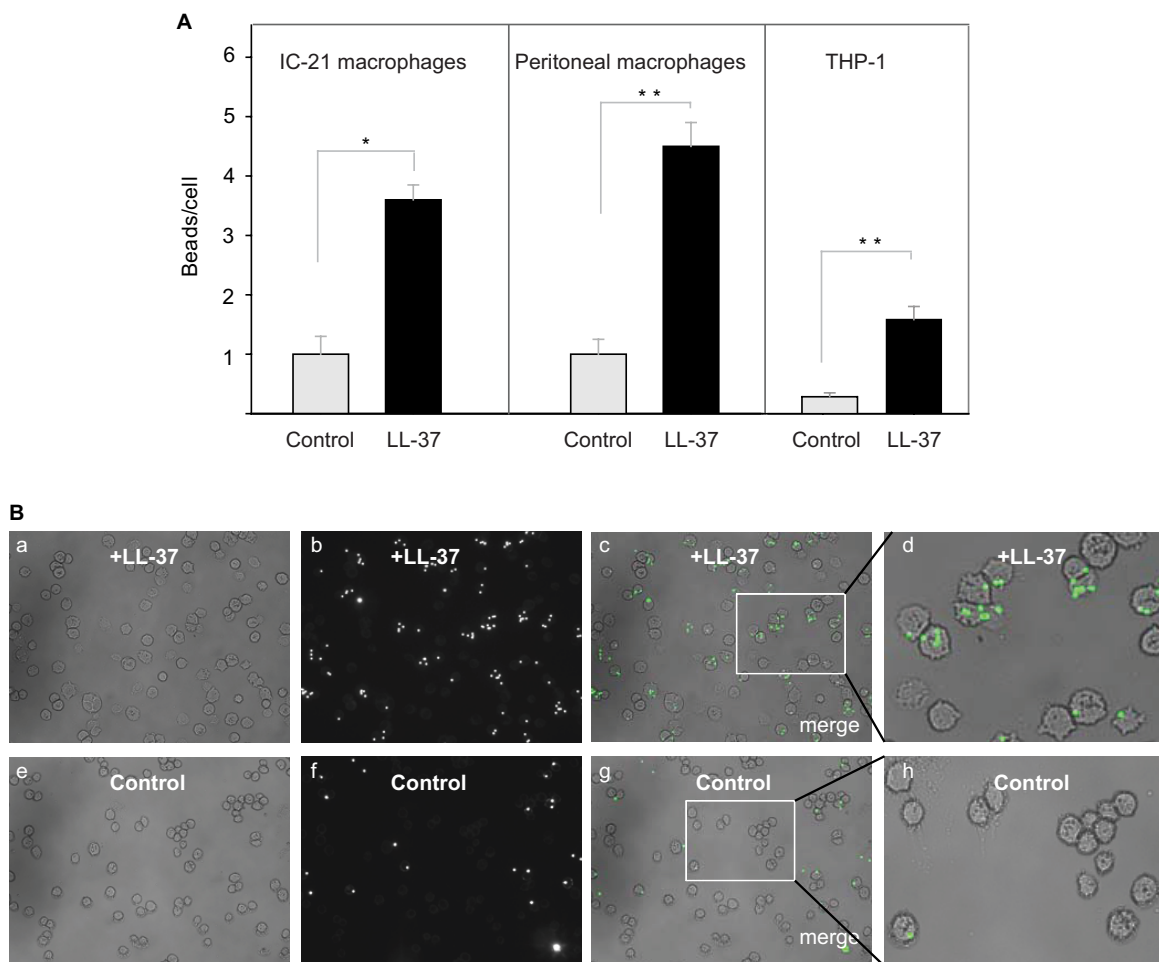 A
IC-21 macrophages Peritoneal macrophages THP-1
Beads/cell
6
5
4
3
2
1
*
* *
* *
Control LL-37 Control LL-37 Control LL-37
B
a +LL-37
b +LL-37
c +LL-37
merge
d +LL-37
e Control
f Control
g Control
merge
h Control